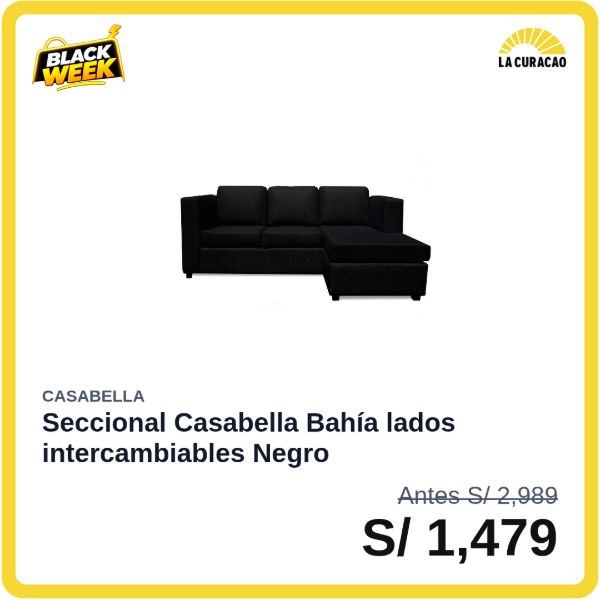 BLACK
WEEK
LA CURACAO
CASABELLA
Seccional Casabella Bahía lados
intercambiables Negro
Antes S/ 2,989
S/ 1,479